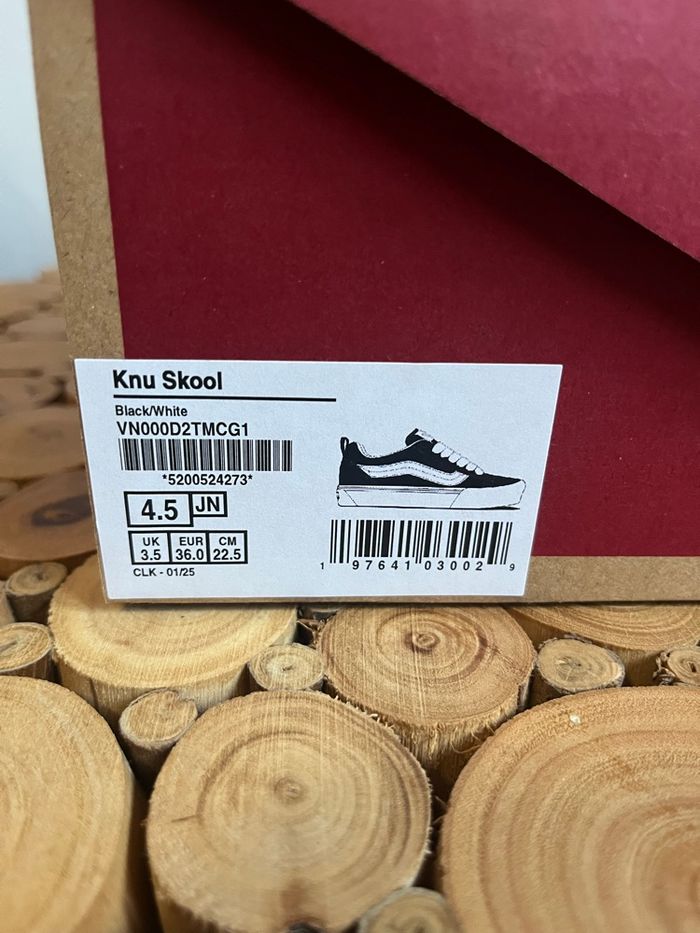 Knu Skool
Black/White
VN000D2TMCG1
*5200524273*
4.5 JN
UK EUR CM
3.5 36.0 22.5
CLK - 01/25
1 97641 03002 9